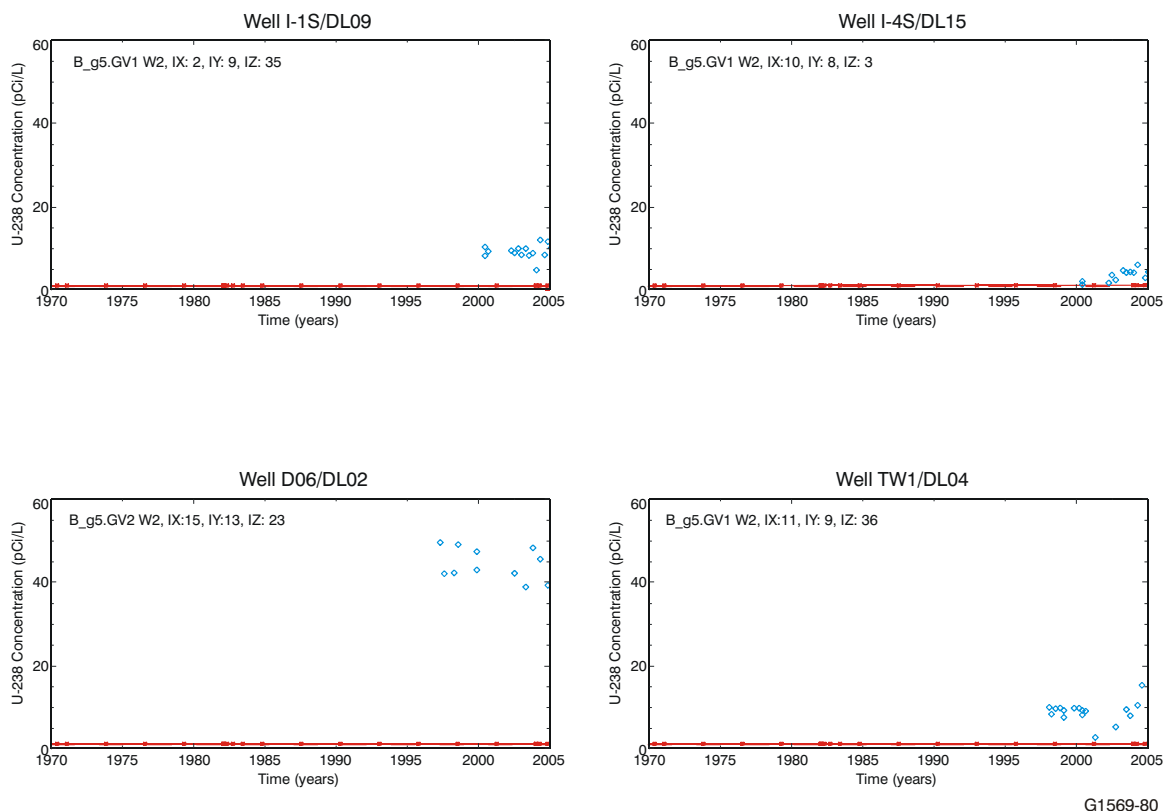 Well I-1S/DL09
B_g5.GV1 W2, IX: 2, IY: 9, IZ: 35
U-238 Concentration (pCi/L)
60
40
20
0
1970 1975 1980 1985 1990 1995 2000 2005
Time (years)
Well I-4S/DL15
B_g5.GV1 W2, IX:10, IY: 8, IZ: 3
U-238 Concentration (pCi/L)
60
40
20
0
1970 1975 1980 1985 1990 1995 2000 2005
Time (years)
Well D06/DL02
B_g5.GV2 W2, IX:15, IY:13, IZ: 23
U-238 Concentration (pCi/L)
60
40
20
0
1970 1975 1980 1985 1990 1995 2000 2005
Time (years)
Well TW1/DL04
B_g5.GV1 W2, IX:11, IY: 9, IZ: 36
U-238 Concentration (pCi/L)
60
40
20
0
1970 1975 1980 1985 1990 1995 2000 2005
Time (years)
G1569-80